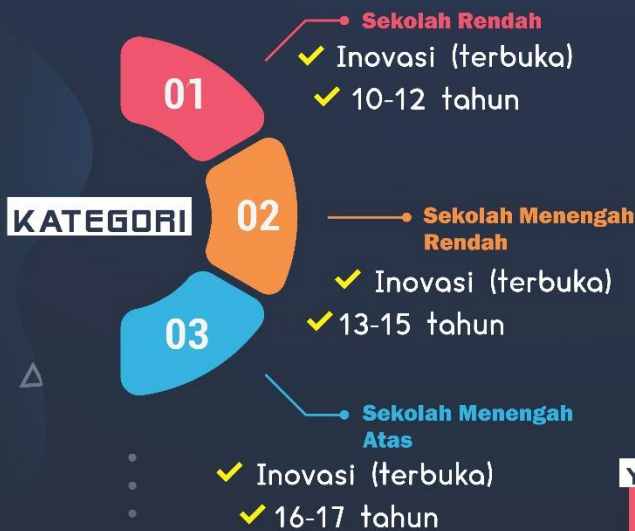 Sekolah Rendah
Inovasi (terbuka)
10-12 tahun
01
KATEGORI
02
Sekolah Menengah
Rendah
Inovasi (terbuka)
13-15 tahun
03
Sekolah Menengah
Atas
Inovasi (terbuka)
16-17 tahun